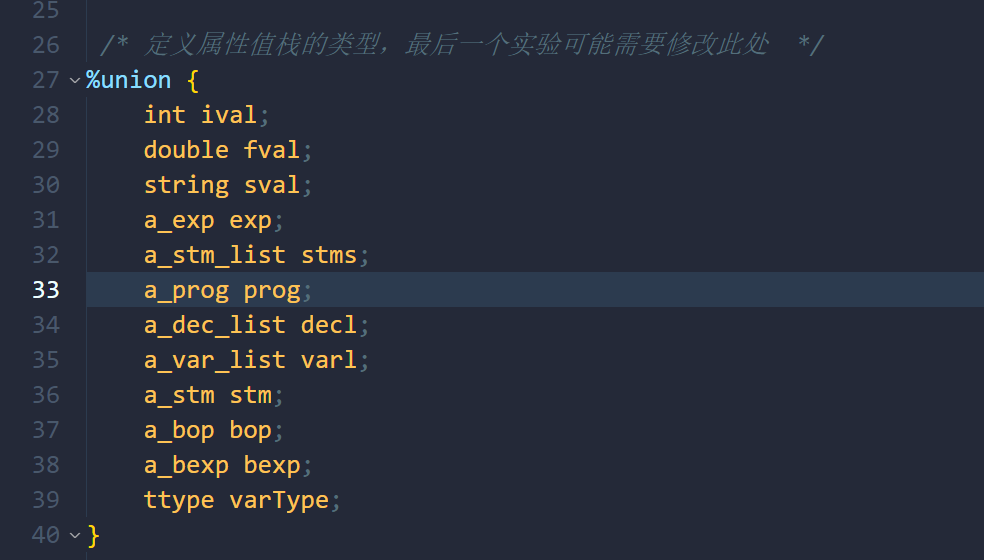 25
26 /* 定义属性值栈的类型，最后一个实验可能需要修改此处 */
27 %union {
28 int ival;
29 double fval;
30 string sval;
31 a_exp exp;
32 a_stm_list stms;
33 a_prog prog;
34 a_dec_list decl;
35 a_var_list varl;
36 a_stm stm;
37 a_bop bop;
38 a_bexp bexp;
39 ttype varType;
40 }